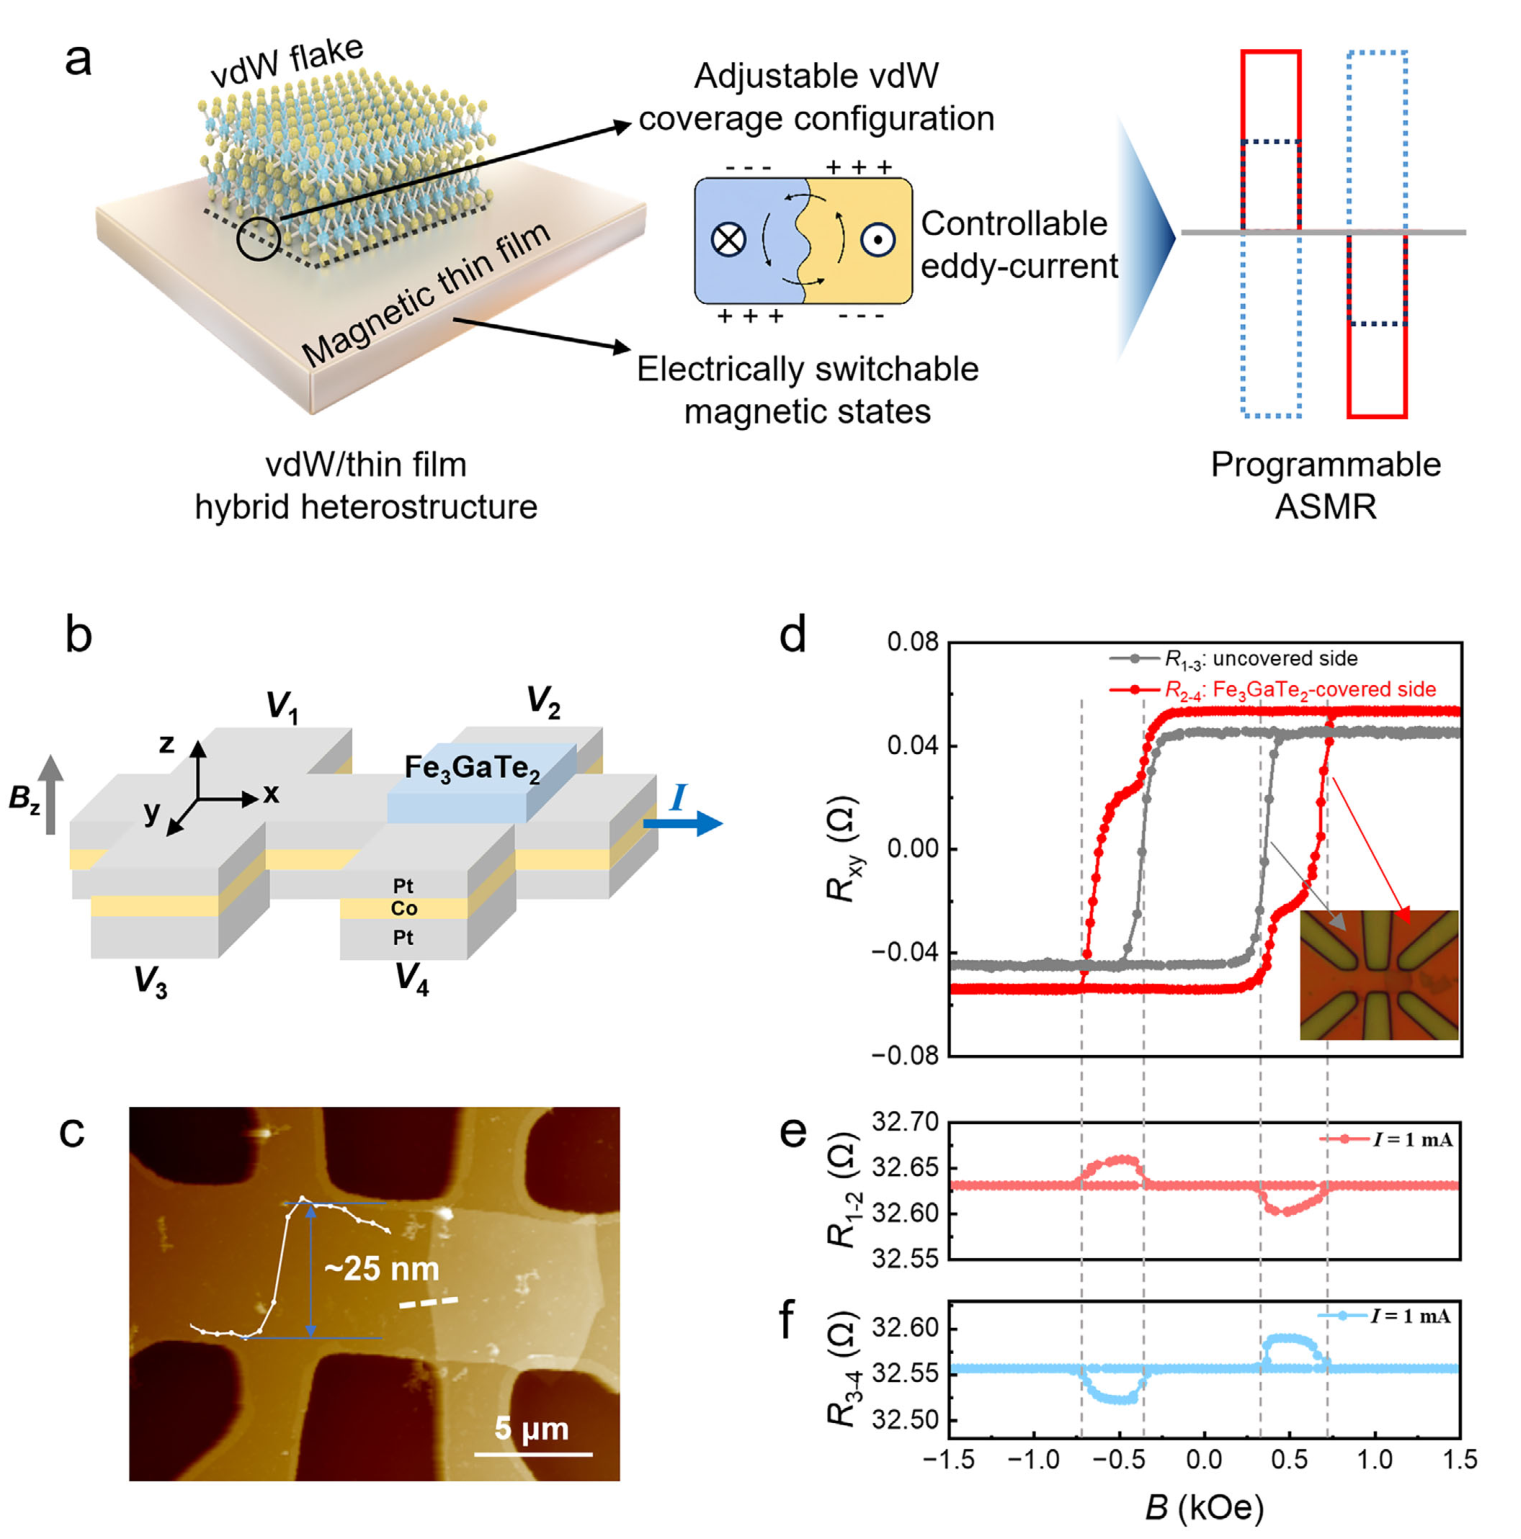 a
vdW flake
Magnetic thin film
vdW/thin film
hybrid heterostructure
Adjustable vdW
coverage configuration
- - -
+ + +
+ + +
- - -
Controllable
eddy-current
Electrically switchable
magnetic states
Programmable
ASMR
b
V1
V2
z
x
y
Bz
Fe3GaTe2
I
Pt
Co
Pt
V3
V4
c
~25 nm
5 μm
d
Rxy (Ω)
0.08
0.04
0.00
−0.04
−0.08
R1-3: uncovered side
R2-4: Fe3GaTe2-covered side
e
R1-2 (Ω)
32.70
32.65
32.60
32.55
I = 1 mA
f
R3-4 (Ω)
32.60
32.55
32.50
I = 1 mA
−1.5 −1.0 −0.5 0.0 0.5 1.0 1.5
B (kOe)